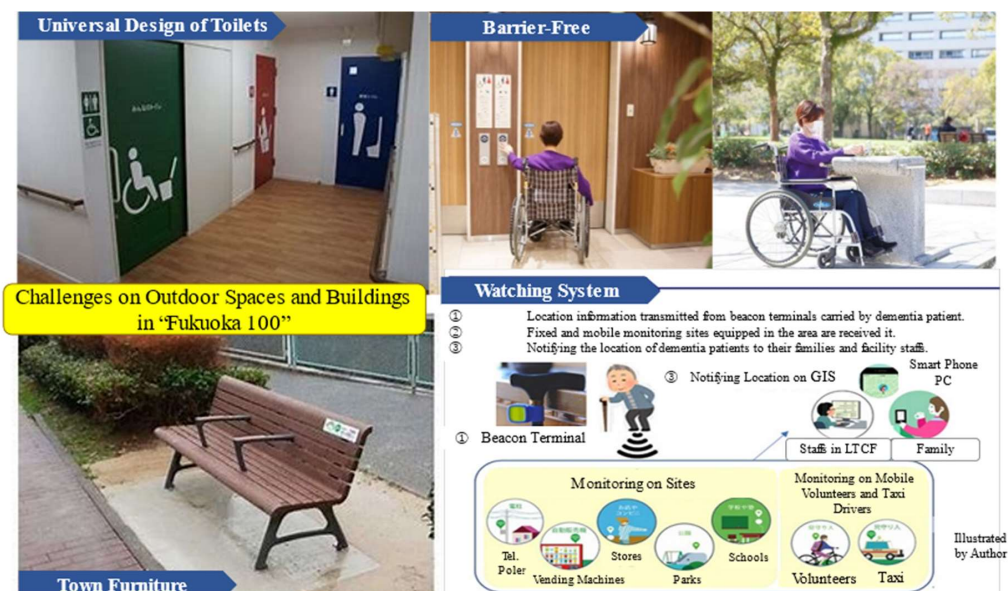 Universal Design of Toilets
Barrier-Free
Challenges on Outdoor Spaces and Buildings
in “Fukuoka 100”
Watching System
① Location information transmitted from beacon terminals carried by dementia patient.
② Fixed and mobile monitoring sites equipped in the area are received it.
③ Notifying the location of dementia patients to their families and facility staffs.
③ Notifying Location on GIS
Smart Phone
PC
① Beacon Terminal
Staffs in LTCF
Family
Monitoring on Sites
Tel.
Poler
Vending Machines
Stores
Parks
Schools
Monitoring on Mobile
Volunteers and Taxi
Drivers
Volunteers
Taxi
Illustrated
by Author
Town Furniture